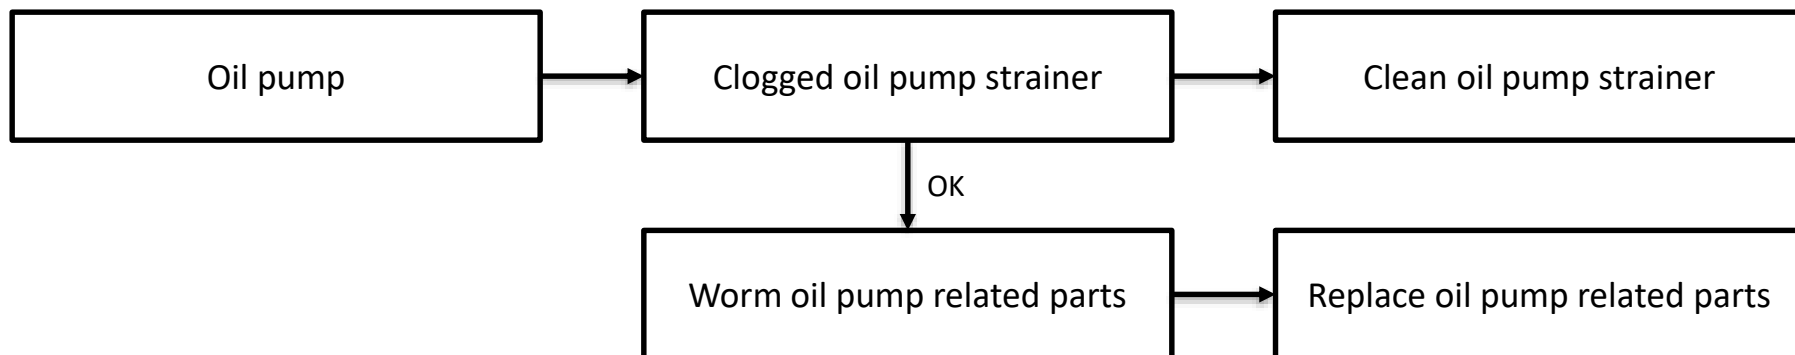 Oil pump
Clogged oil pump strainer
Clean oil pump strainer
OK
Worm oil pump related parts
Replace oil pump related parts